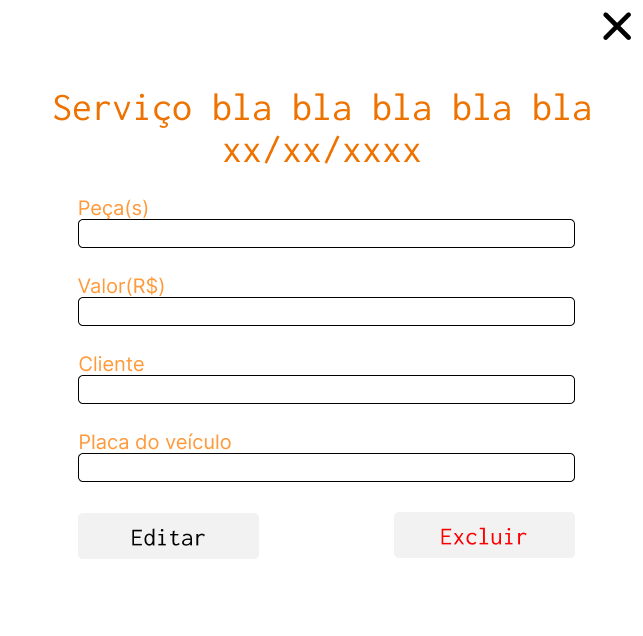 Serviço bla bla bla bla bla
xx/xx/xxxx
Peça(s)
Valor(R$)
Cliente
Placa do veículo
Editar
Excluir